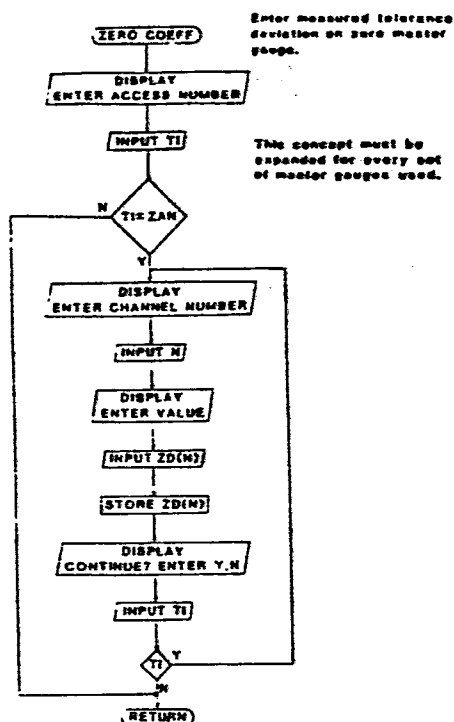 Enter measured tolerance
deviation on zero master
gauge.
ZERO COEFF
DISPLAY
ENTER ACCESS NUMBER
INPUT TI
This concept must be
expanded for every set
of master gauges used.
N
TI=ZAN
Y
DISPLAY
ENTER CHANNEL NUMBER
INPUT N
DISPLAY
ENTER VALUE
INPUT ZD(N)
STORE ZD(N)
DISPLAY
CONTINUE? ENTER Y,N
INPUT TI
TI
Y
N
RETURN